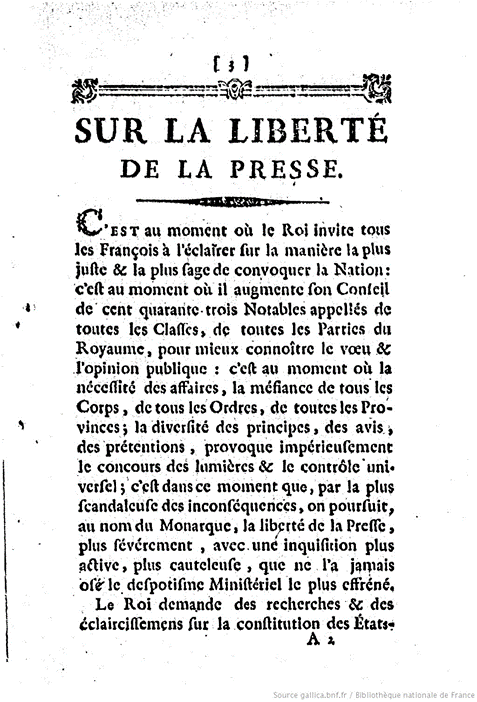 [ 3 ]
SUR LA LIBERTÉ
DE LA PRESSE.
C'EST au moment où le Roi invite tous
les François à l'éclairer ſur la manière la plus
juſte & la plus ſage de convoquer la Nation:
c'eſt au moment où il augmente ſon Conſeil
de cent quarante-trois Notables appellés de
toutes les Claſſes, de toutes les Parties du
Royaume, pour mieux connoître le vœu &
l'opinion publique : c'eſt au moment où la
néceſſité des affaires, la méfiance de tous les
Corps, de tous les Ordres, de toutes les Pro-
vinces; la diverſité des principes, des avis,
des prétentions, provoque impérieuſement
le concours des lumières & le contrôle uni-
verſel; c'eſt dans ce moment que, par la plus
ſcandaleuſe des inconſéquences, on pourſuit,
au nom du Monarque, la liberté de la Preſſe,
plus ſévérement, avec une inquiſition plus
active, plus cauteleuſe, que ne l'a jamais
oſé le deſpotiſme Miniſtériel le plus effréné.
Le Roi demande des recherches & des
éclairciſſemens ſur la conſtitution des États-
A 2
Source gallica.bnf.fr / Bibliothèque nationale de France